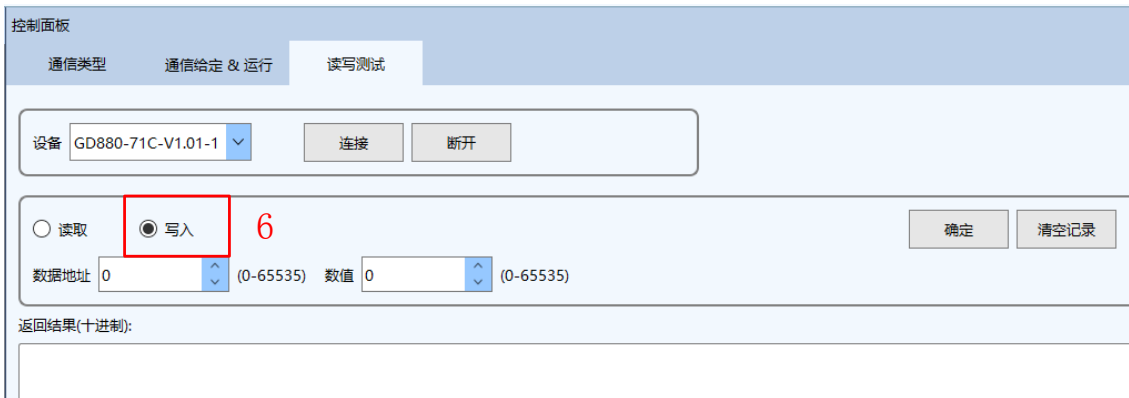 控制面板
通信类型 通信给定 & 运行 读写测试
设备 GD880-71C-V1.01-1 连接 断开
读取 写入 6 确定 清空记录
数据地址 0 (0-65535) 数值 0 (0-65535)
返回结果(十进制):